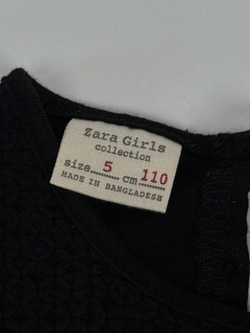 Zara Girls
collection
size 5 cm 110
MADE IN BANGLADESH